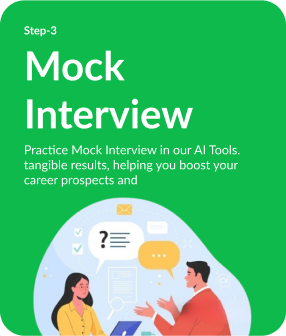 Step-3
Mock
Interview
Practice Mock Interview in our AI Tools.
tangible results, helping you boost your
career prospects and
?